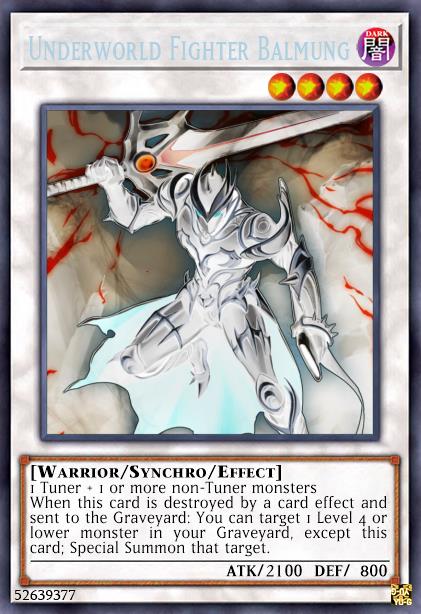 Underworld Fighter Balmung
DARK
闇
[Warrior/Synchro/Effect]
1 Tuner + 1 or more non-Tuner monsters
When this card is destroyed by a card effect and
sent to the Graveyard: You can target 1 Level 4 or
lower monster in your Graveyard, except this
card; Special Summon that target.
ATK/2100 DEF/ 800
52639377